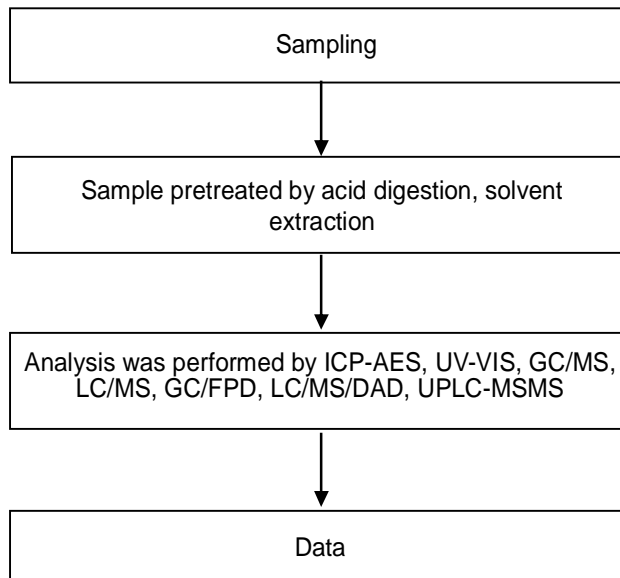 Sampling
Sample pretreated by acid digestion, solvent
extraction
Analysis was performed by ICP-AES, UV-VIS, GC/MS,
LC/MS, GC/FPD, LC/MS/DAD, UPLC-MSMS
Data